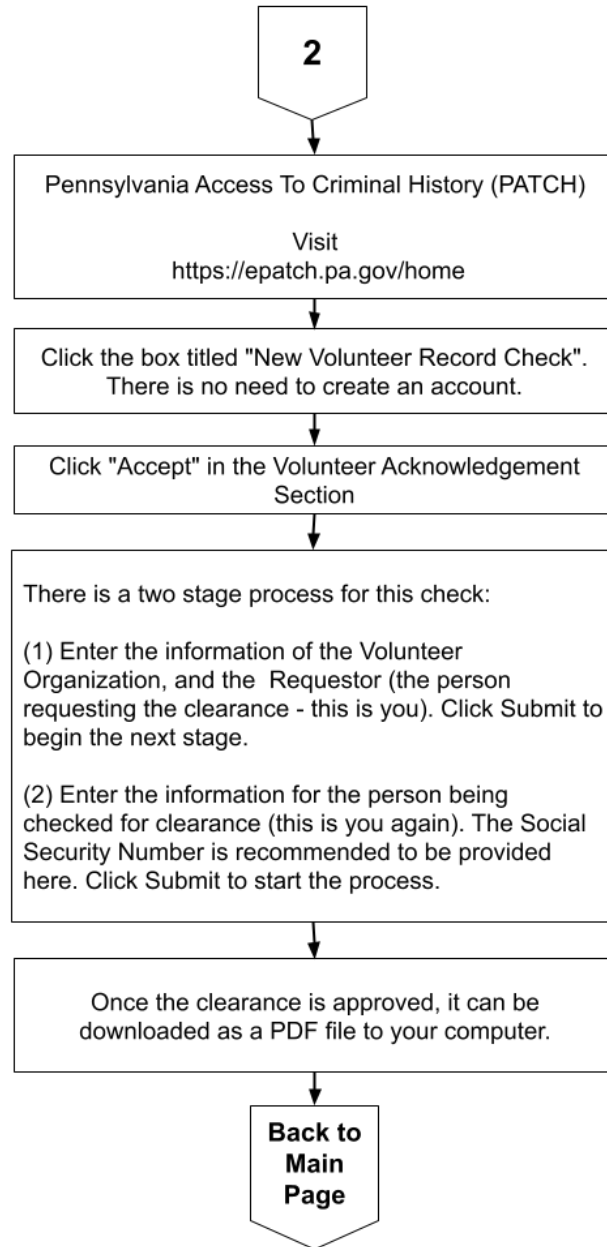 2
Pennsylvania Access To Criminal History (PATCH)
Visit
https://epatch.pa.gov/home
Click the box titled "New Volunteer Record Check".
There is no need to create an account.
Click "Accept" in the Volunteer Acknowledgement
Section
There is a two stage process for this check:
(1) Enter the information of the Volunteer
Organization, and the  Requestor (the person
requesting the clearance - this is you). Click Submit to
begin the next stage.
(2) Enter the information for the person being
checked for clearance (this is you again). The Social
Security Number is recommended to be provided
here. Click Submit to start the process.
Once the clearance is approved, it can be
downloaded as a PDF file to your computer.
Back to
Main
Page